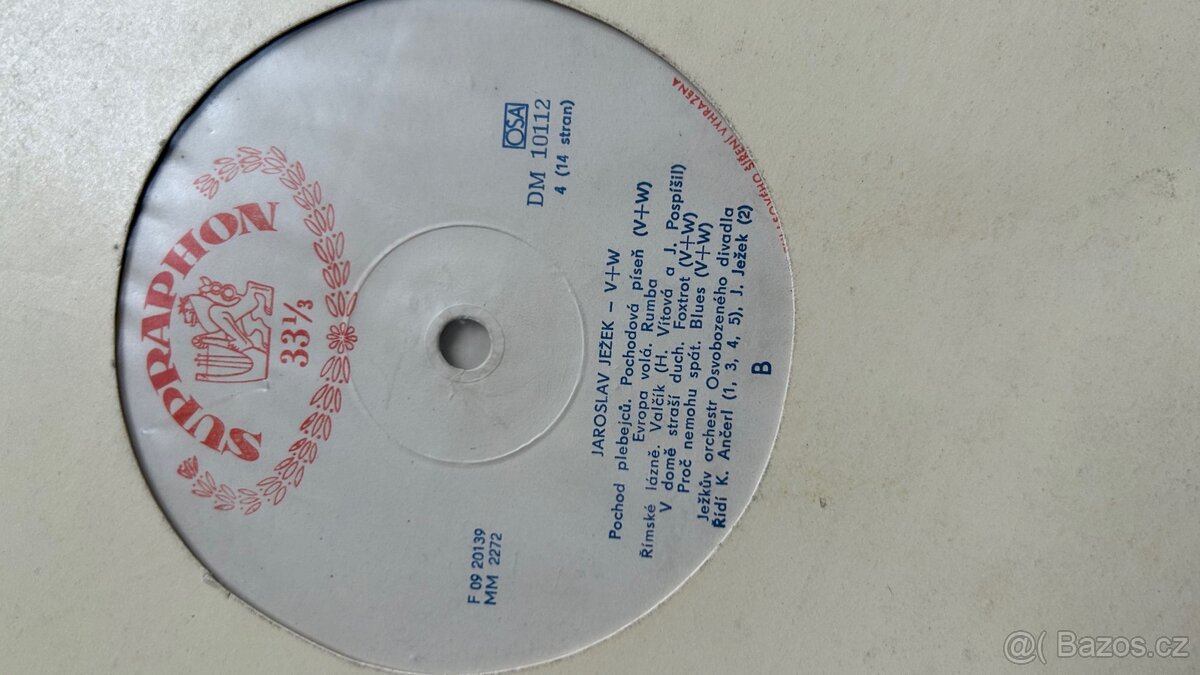 SUPRAPHON
33⅓
OSA
DM 10112
4 (14 stran)
F 09 20139
MM 2272
JAROSLAV JEŽEK – V+W
Pochod plebejců. Pochodová píseň (V+W)
Evropa volá. Rumba
Římské lázně. Valčík (H. Vítová a J. Pospíšil)
V domě straší duch. Foxtrot (V+W)
Proč nemohu spát. Blues (V+W)
Ježkův orchestr Osvobozeného divadla
Řídí K. Ančerl (1, 3, 4, 5), J. Ježek (2)
B
ŠÍŘENÍ VYHRAZENA
@( Bazos.cz